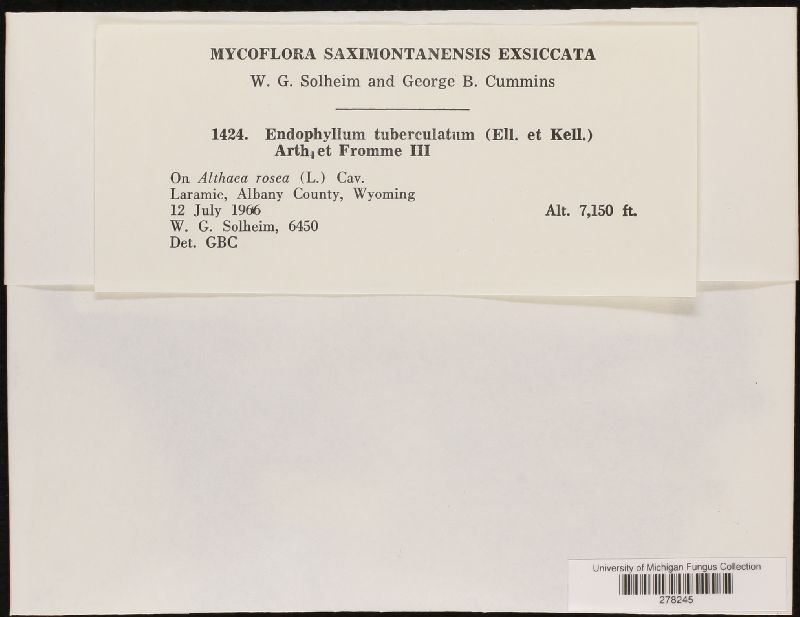 MYCOFLORA SAXIMONTANENSIS EXSICCATA
W. G. Solheim and George B. Cummins
1424. Endophyllum tuberculatum (Ell. et Kell.)
Arth. et Fromme III
On Althaea rosea (L.) Cav.
Laramie, Albany County, Wyoming
12 July 1966 Alt. 7,150 ft.
W. G. Solheim, 6450
Det. GBC
University of Michigan Fungus Collection
278245